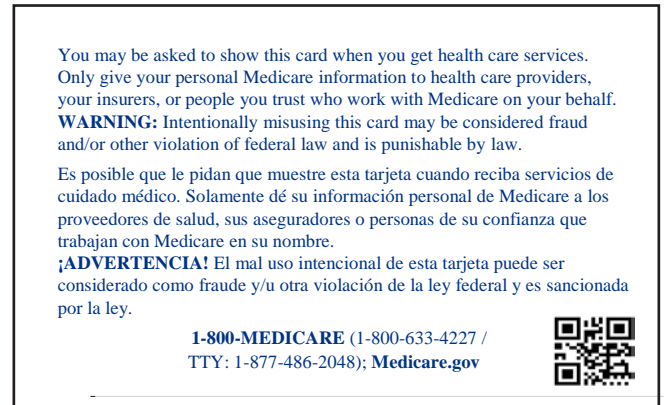 You may be asked to show this card when you get health care services.
Only give your personal Medicare information to health care providers,
your insurers, or people you trust who work with Medicare on your behalf.
WARNING: Intentionally misusing this card may be considered fraud
and/or other violation of federal law and is punishable by law.
Es posible que le pidan que muestre esta tarjeta cuando reciba servicios de
cuidado médico. Solamente dé su información personal de Medicare a los
proveedores de salud, sus aseguradores o personas de su confianza que
trabajan con Medicare en su nombre.
¡ADVERTENCIA! El mal uso intencional de esta tarjeta puede ser
considerado como fraude y/u otra violación de la ley federal y es sancionada
por la ley.
1-800-MEDICARE (1-800-633-4227 /
TTY: 1-877-486-2048); Medicare.gov